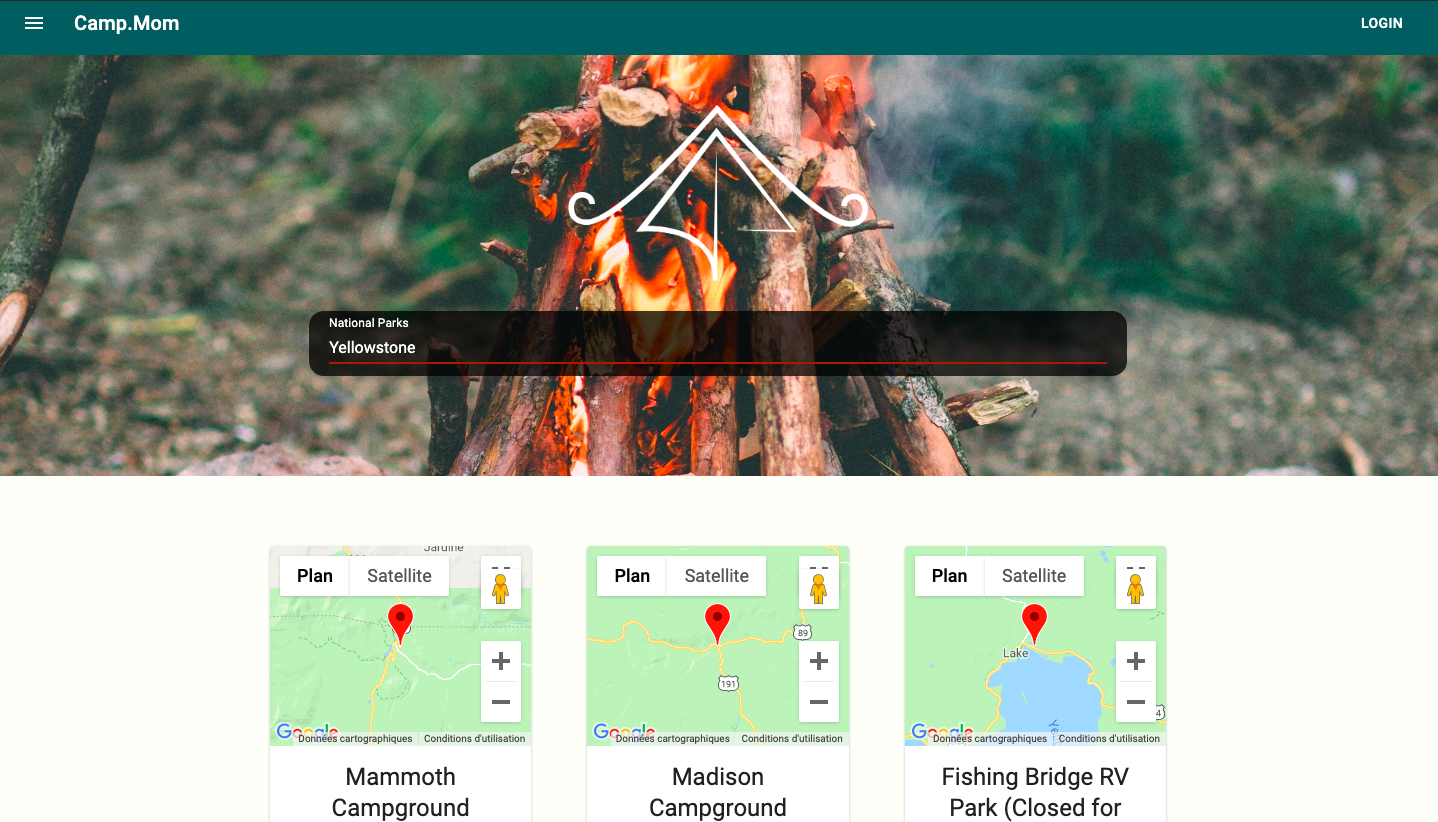 Camp.Mom
LOGIN
National Parks
Yellowstone
Jardine
Plan Satellite
Google
Données cartographiques Conditions d'utilisation
Mammoth
Campground
Plan Satellite
89
191
Google
Données cartographiques Conditions d'utilisation
Madison
Campground
Plan Satellite
Lake
4
Google
Données cartographiques Conditions d'utilisation
Fishing Bridge RV
Park (Closed for